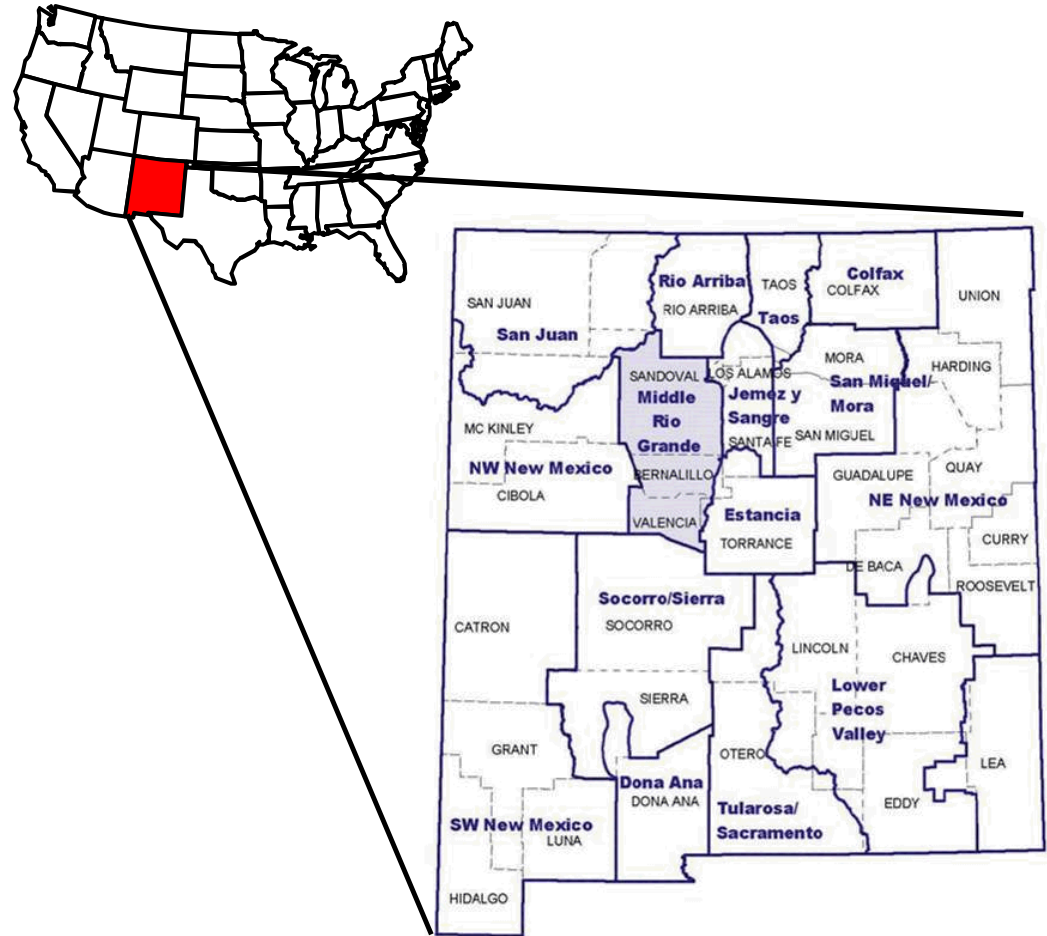 Rio Arriba
TAOS
Colfax
COLFAX
UNION
SAN JUAN
RIO ARRIBA
Taos
San Juan
MORA
HARDING
SANDOVAL
LOS ALAMOS
San Miguel/
Mora
Middle
Rio
Grande
Jemez y
Sangre
MC KINLEY
SANTA FE
SAN MIGUEL
NW New Mexico
BERNALILLO
GUADALUPE
QUAY
CIBOLA
NE New Mexico
VALENCIA
Estancia
TORRANCE
CURRY
DE BACA
ROOSEVELT
Socorro/Sierra
SOCORRO
CATRON
LINCOLN
CHAVES
SIERRA
Lower
Pecos
Valley
GRANT
OTERO
LEA
Dona Ana
DONA ANA
EDDY
SW New Mexico
LUNA
Tularosa/
Sacramento
HIDALGO